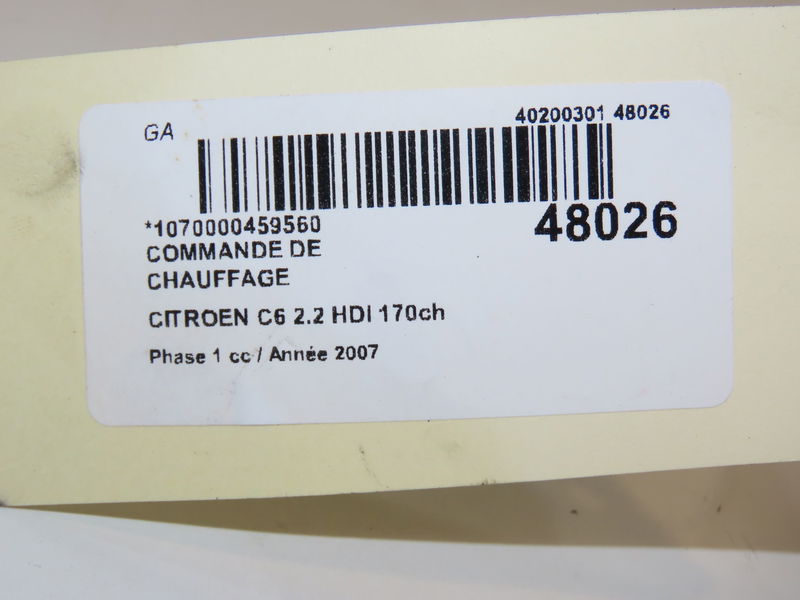 GA
40200301 48026
*1070000459560
48026
COMMANDE DE
CHAUFFAGE
CITROEN C6 2.2 HDI 170ch
Phase 1 cc / Année 2007